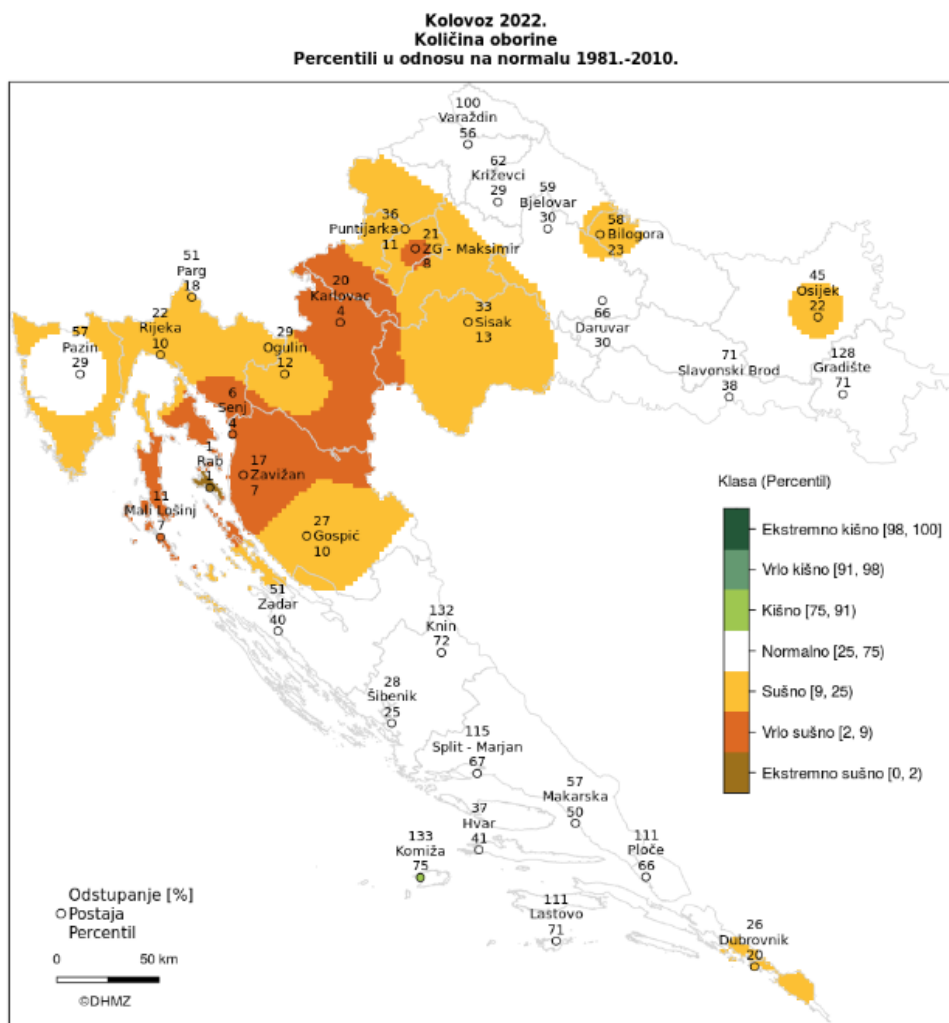 Kolovoz 2022.
Količina oborine
Percentili u odnosu na normalu 1981.-2010.
100
Varaždin
56
62
Križevci
29
59
Bjelovar
30
58
Bilogora
23
36
Puntijarka
11
21
ZG - Maksimir
8
51
Parg
18
20
Karlovac
4
45
Osijek
22
57
Pazin
29
22
Rijeka
10
29
Ogulin
12
33
Sisak
13
66
Daruvar
30
71
Slavonski Brod
38
128
Gradište
71
6
Senj
4
1
Rab
1
17
Zavižan
7
11
Mali Lošinj
7
27
Gospić
10
51
Zadar
40
132
Knin
72
28
Šibenik
25
115
Split - Marjan
67
57
Makarska
50
37
Hvar
41
133
Komiža
75
111
Ploče
66
111
Lastovo
71
26
Dubrovnik
20
Klasa (Percentil)
Ekstremno kišno [98, 100]
Vrlo kišno [91, 98)
Kišno [75, 91)
Normalno [25, 75)
Sušno [9, 25)
Vrlo sušno [2, 9)
Ekstremno sušno [0, 2)
Odstupanje [%]
Postaja
Percentil
0 50 km
©DHMZ